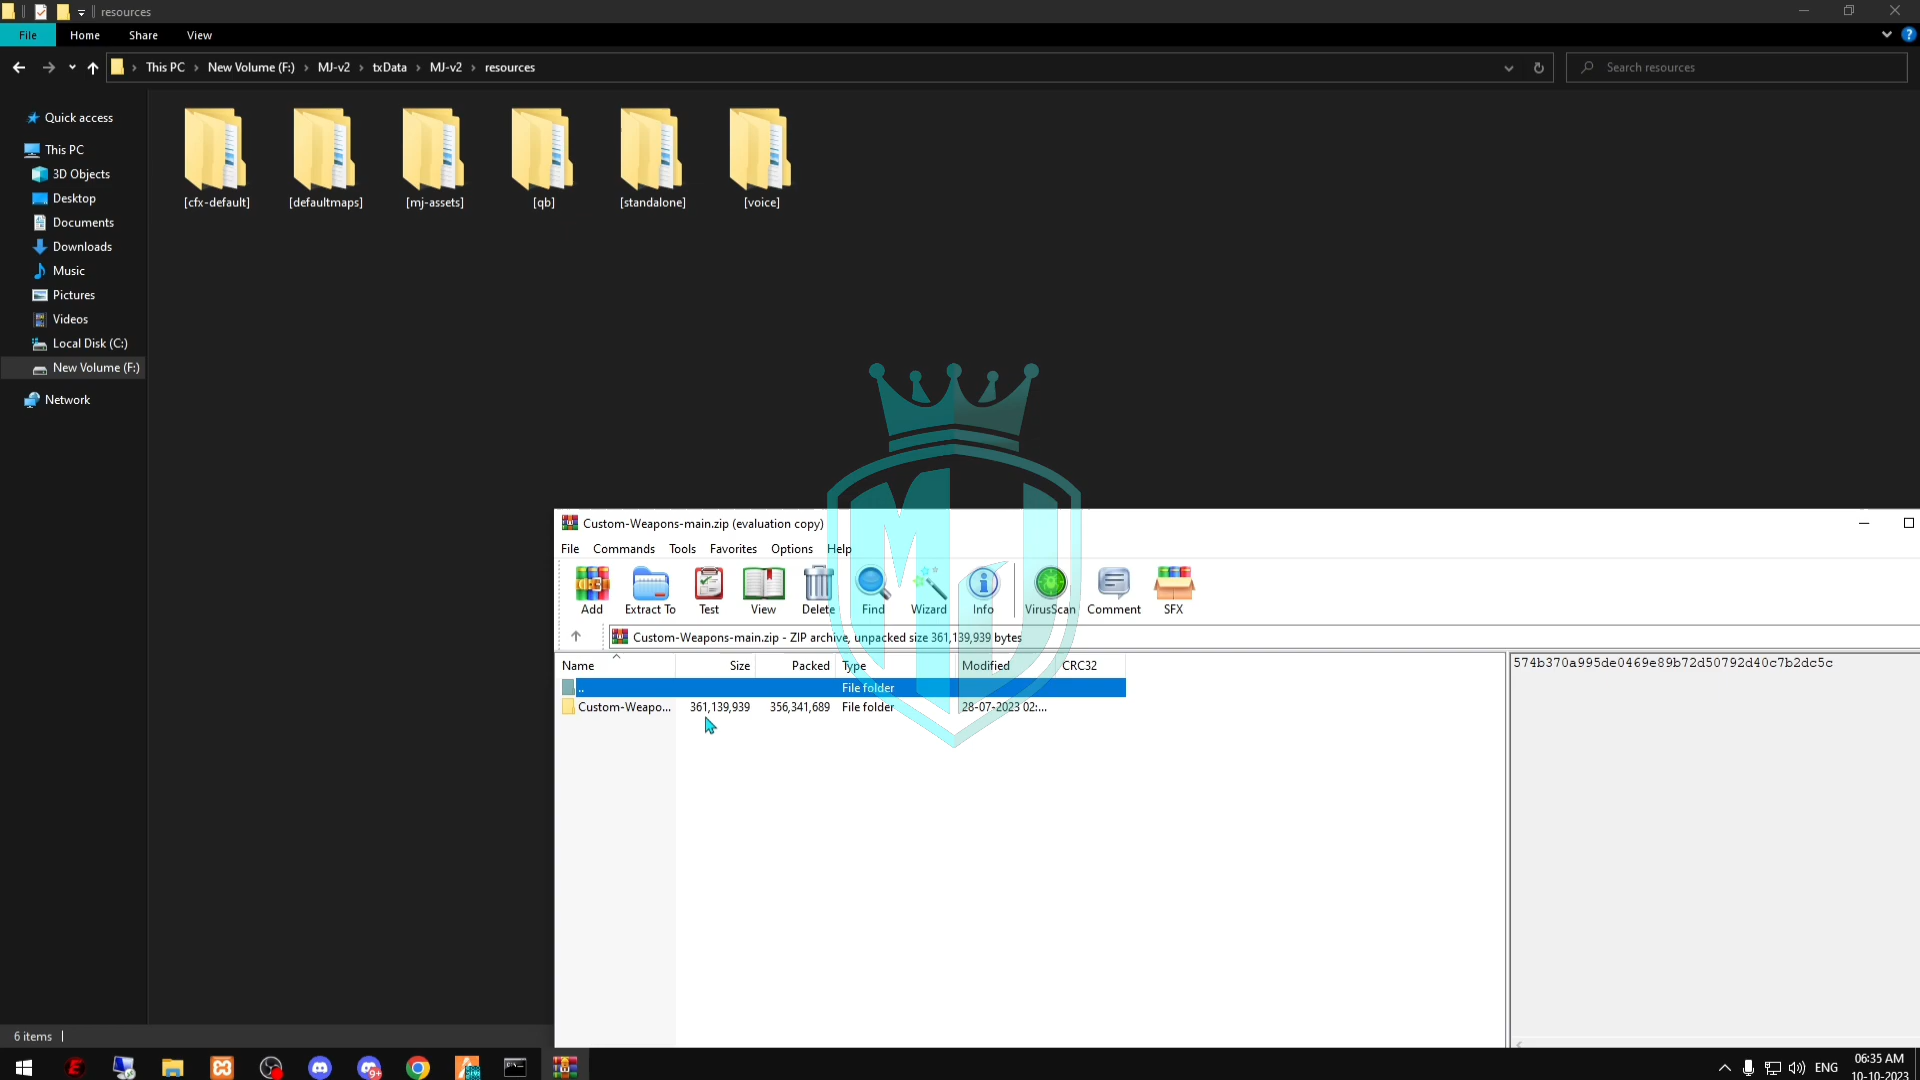 resources
File
Home
Share
View
This PC
New Volume (F:)
MJ-v2
txData
MJ-v2
resources
Search resources
Quick access
This PC
3D Objects
Desktop
Documents
Downloads
Music
Pictures
Videos
Local Disk (C:)
New Volume (F:)
Network
[cfx-default]
[defaultmaps]
[mj-assets]
[qb]
[standalone]
[voice]
MJ
Custom-Weapons-main.zip (evaluation copy)
File
Commands
Tools
Favorites
Options
Help
Add
Extract To
Test
View
Delete
Find
Wizard
Info
VirusScan
Comment
SFX
Custom-Weapons-main.zip - ZIP archive, unpacked size 361,139,939 bytes
Name
Size
Packed
Type
Modified
CRC32
..
File folder
Custom-Weapo...
361,139,939
356,341,689
File folder
28-07-2023 02:...
574b370a995de0469e89b72d50792d40c7b2dc5c
6 items
ENG
06:35 AM
10-10-2023